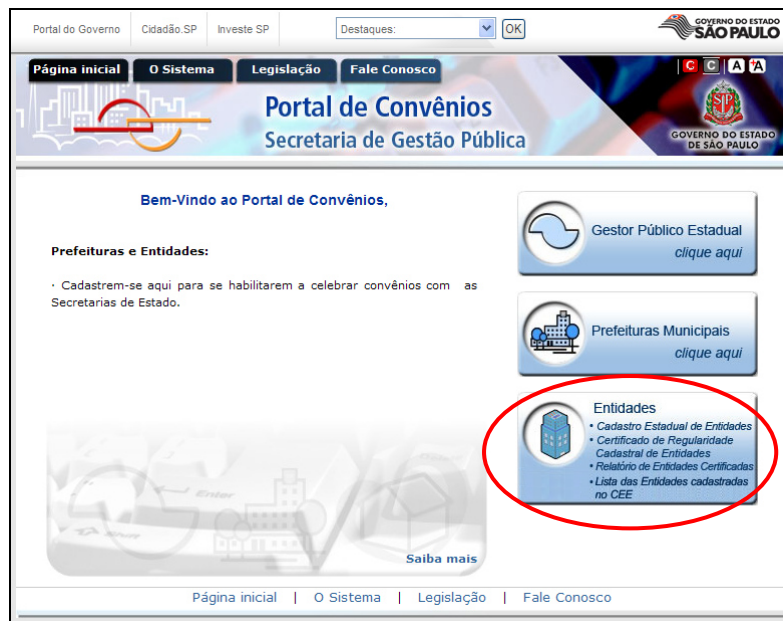 Portal do Governo Cidadão.SP Investe SP Destaques: OK GOVERNO DO ESTADO
SÃO PAULO
Página inicial O Sistema Legislação Fale Conosco C C A A
Portal de Convênios
Secretaria de Gestão Pública
GOVERNO DO ESTADO
DE SÃO PAULO
Bem-Vindo ao Portal de Convênios,
Prefeituras e Entidades:
· Cadastrem-se aqui para se habilitarem a celebrar convênios com as
Secretarias de Estado.
Gestor Público Estadual
clique aqui
Prefeituras Municipais
clique aqui
Entidades
• Cadastro Estadual de Entidades
• Certificado de Regularidade
Cadastral de Entidades
• Relatório de Entidades Certificadas
• Lista das Entidades cadastradas
no CEE
Enter
Shift
Saiba mais
Página inicial | O Sistema | Legislação | Fale Conosco